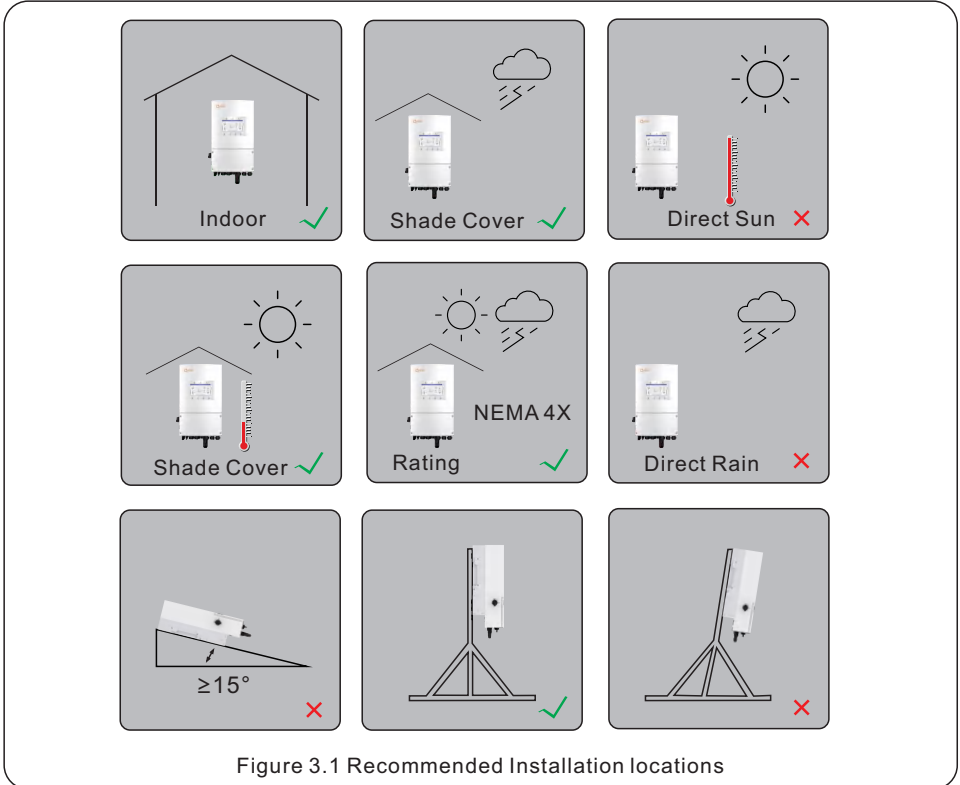 Indoor
Shade Cover
Direct Sun
Shade Cover
NEMA 4X
Rating
Direct Rain
≥15°
Figure 3.1 Recommended Installation locations